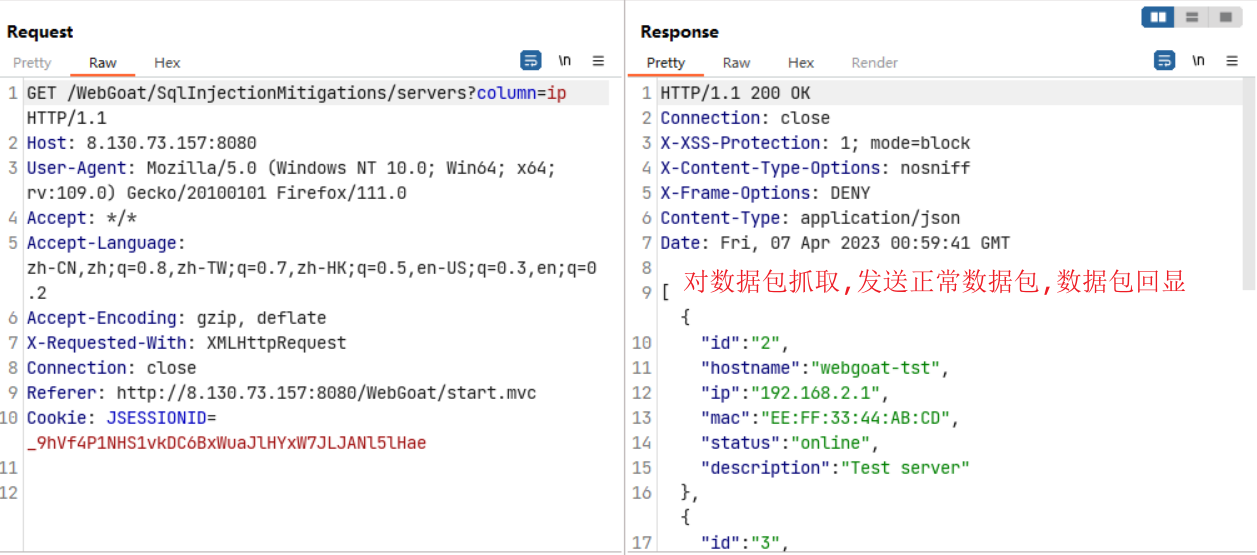 Request
Pretty Raw Hex \n
1 GET /WebGoat/SqlInjectionMitigations/servers?column=ip
HTTP/1.1
2 Host: 8.130.73.157:8080
3 User-Agent: Mozilla/5.0 (Windows NT 10.0; Win64; x64;
rv:109.0) Gecko/20100101 Firefox/111.0
4 Accept: */*
5 Accept-Language:
zh-CN,zh;q=0.8,zh-TW;q=0.7,zh-HK;q=0.5,en-US;q=0.3,en;q=0
.2
6 Accept-Encoding: gzip, deflate
7 X-Requested-With: XMLHttpRequest
8 Connection: close
9 Referer: http://8.130.73.157:8080/WebGoat/start.mvc
10 Cookie: JSESSIONID=
_9hVf4P1NHS1vkDC6BxWuaJlHYxW7JLJANl5lHae
11
12
Response
Pretty Raw Hex Render \n
1 HTTP/1.1 200 OK
2 Connection: close
3 X-XSS-Protection: 1; mode=block
4 X-Content-Type-Options: nosniff
5 X-Frame-Options: DENY
6 Content-Type: application/json
7 Date: Fri, 07 Apr 2023 00:59:41 GMT
8
对数据包抓取,发送正常数据包,数据包回显
9 [
{
10 "id":"2",
11 "hostname":"webgoat-tst",
12 "ip":"192.168.2.1",
13 "mac":"EE:FF:33:44:AB:CD",
14 "status":"online",
15 "description":"Test server"
16 },
{
17 "id":"3",